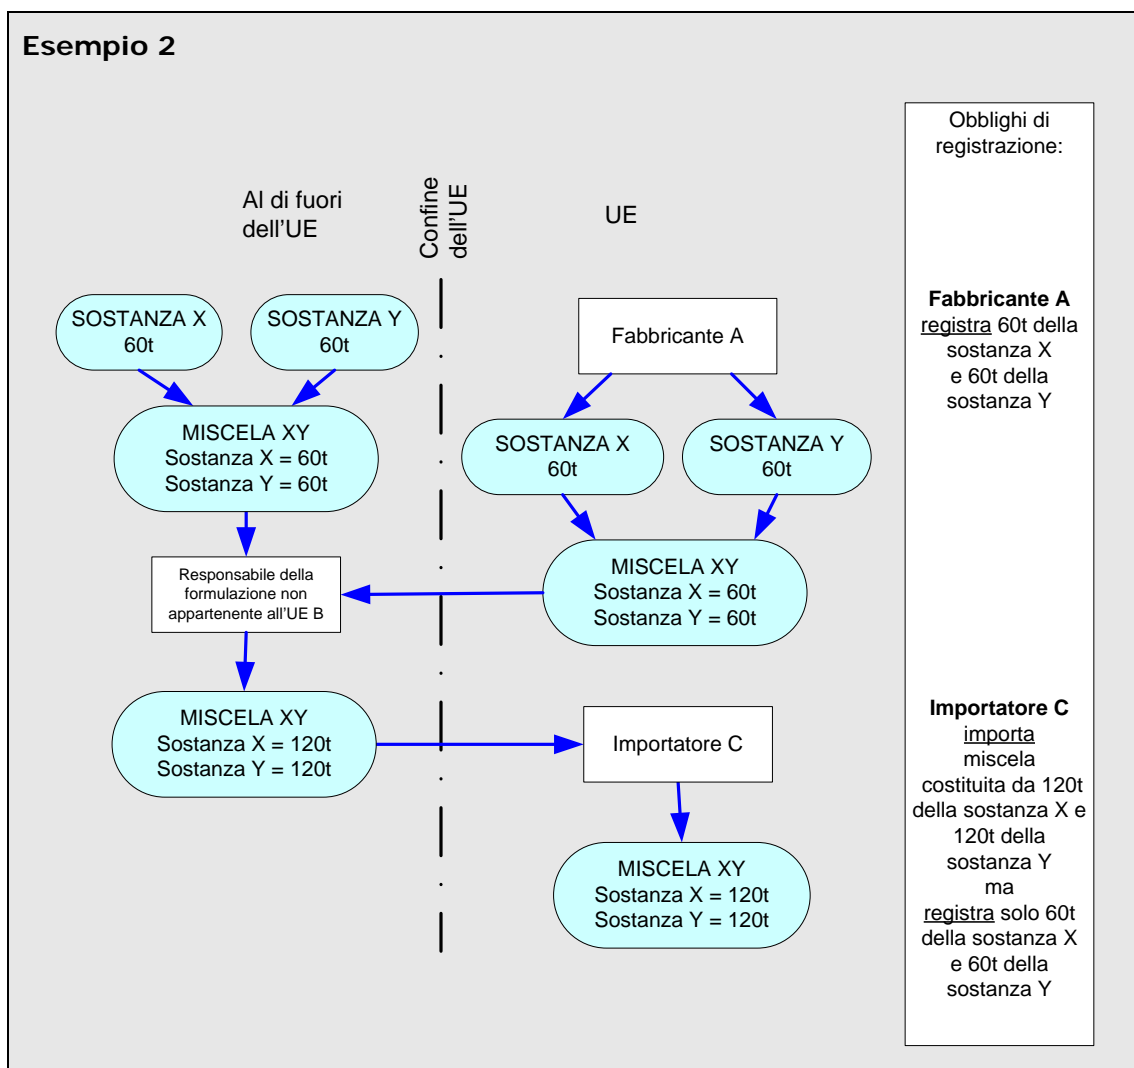 Esempio 2
Al di fuori
dell'UE
Confine
dell'UE
UE
SOSTANZA X
60t
SOSTANZA Y
60t
MISCELA XY
Sostanza X = 60t
Sostanza Y = 60t
Responsabile della
formulazione non
appartenente all'UE B
MISCELA XY
Sostanza X = 120t
Sostanza Y = 120t
Fabbricante A
SOSTANZA X
60t
SOSTANZA Y
60t
MISCELA XY
Sostanza X = 60t
Sostanza Y = 60t
Importatore C
MISCELA XY
Sostanza X = 120t
Sostanza Y = 120t
Obblighi di
registrazione:
Fabbricante A
registra 60t della
sostanza X
e 60t della
sostanza Y
Importatore C
importa
miscela
costituita da 120t
della sostanza X e
120t della
sostanza Y
ma
registra solo 60t
della sostanza X
e 60t della
sostanza Y